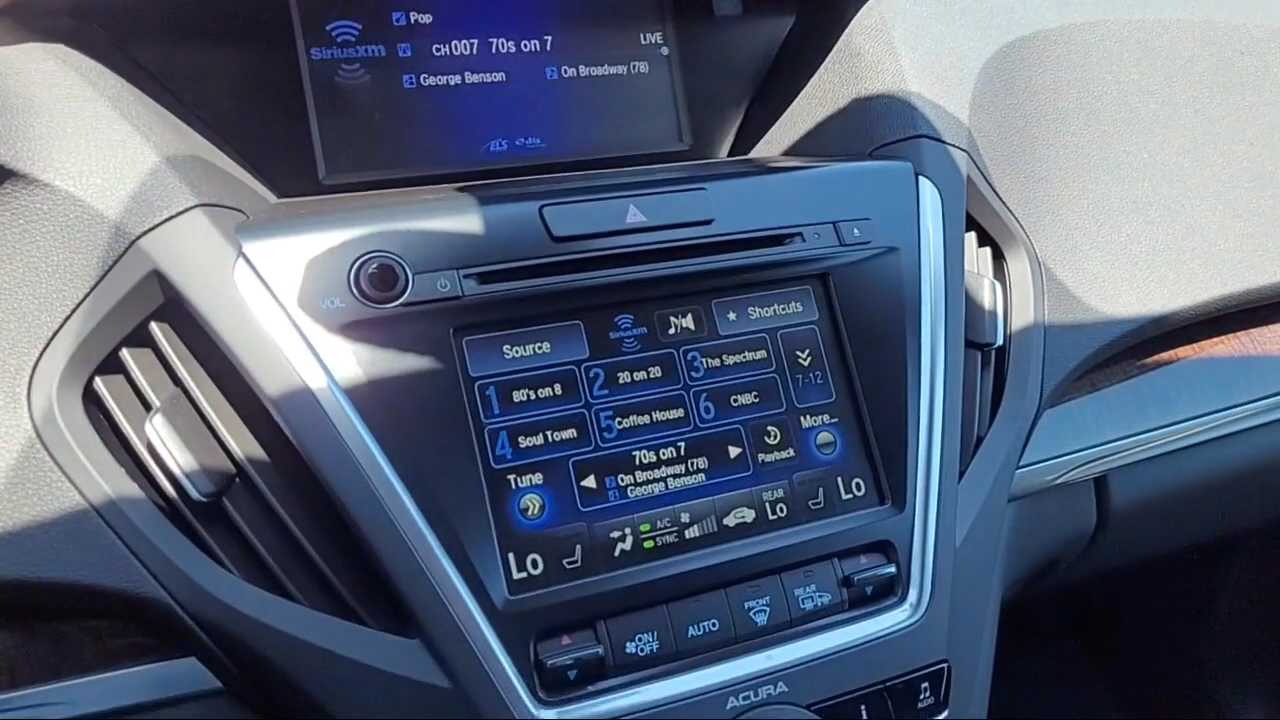 Pop
SiriusXM
CH 007 70s on 7
LIVE
George Benson
On Broadway (78)
ELS
dts
VOL
Source
SiriusXM
Shortcuts
1 80's on 8
2 20 on 20
3 The Spectrum
7-12
4 Soul Town
5 Coffee House
6 CNBC
More...
Tune
70s on 7
On Broadway (78)
George Benson
Playback
Lo
A/C
SYNC
REAR
Lo
Lo
ON/
OFF
AUTO
FRONT
REAR
ACURA
i
AUDIO